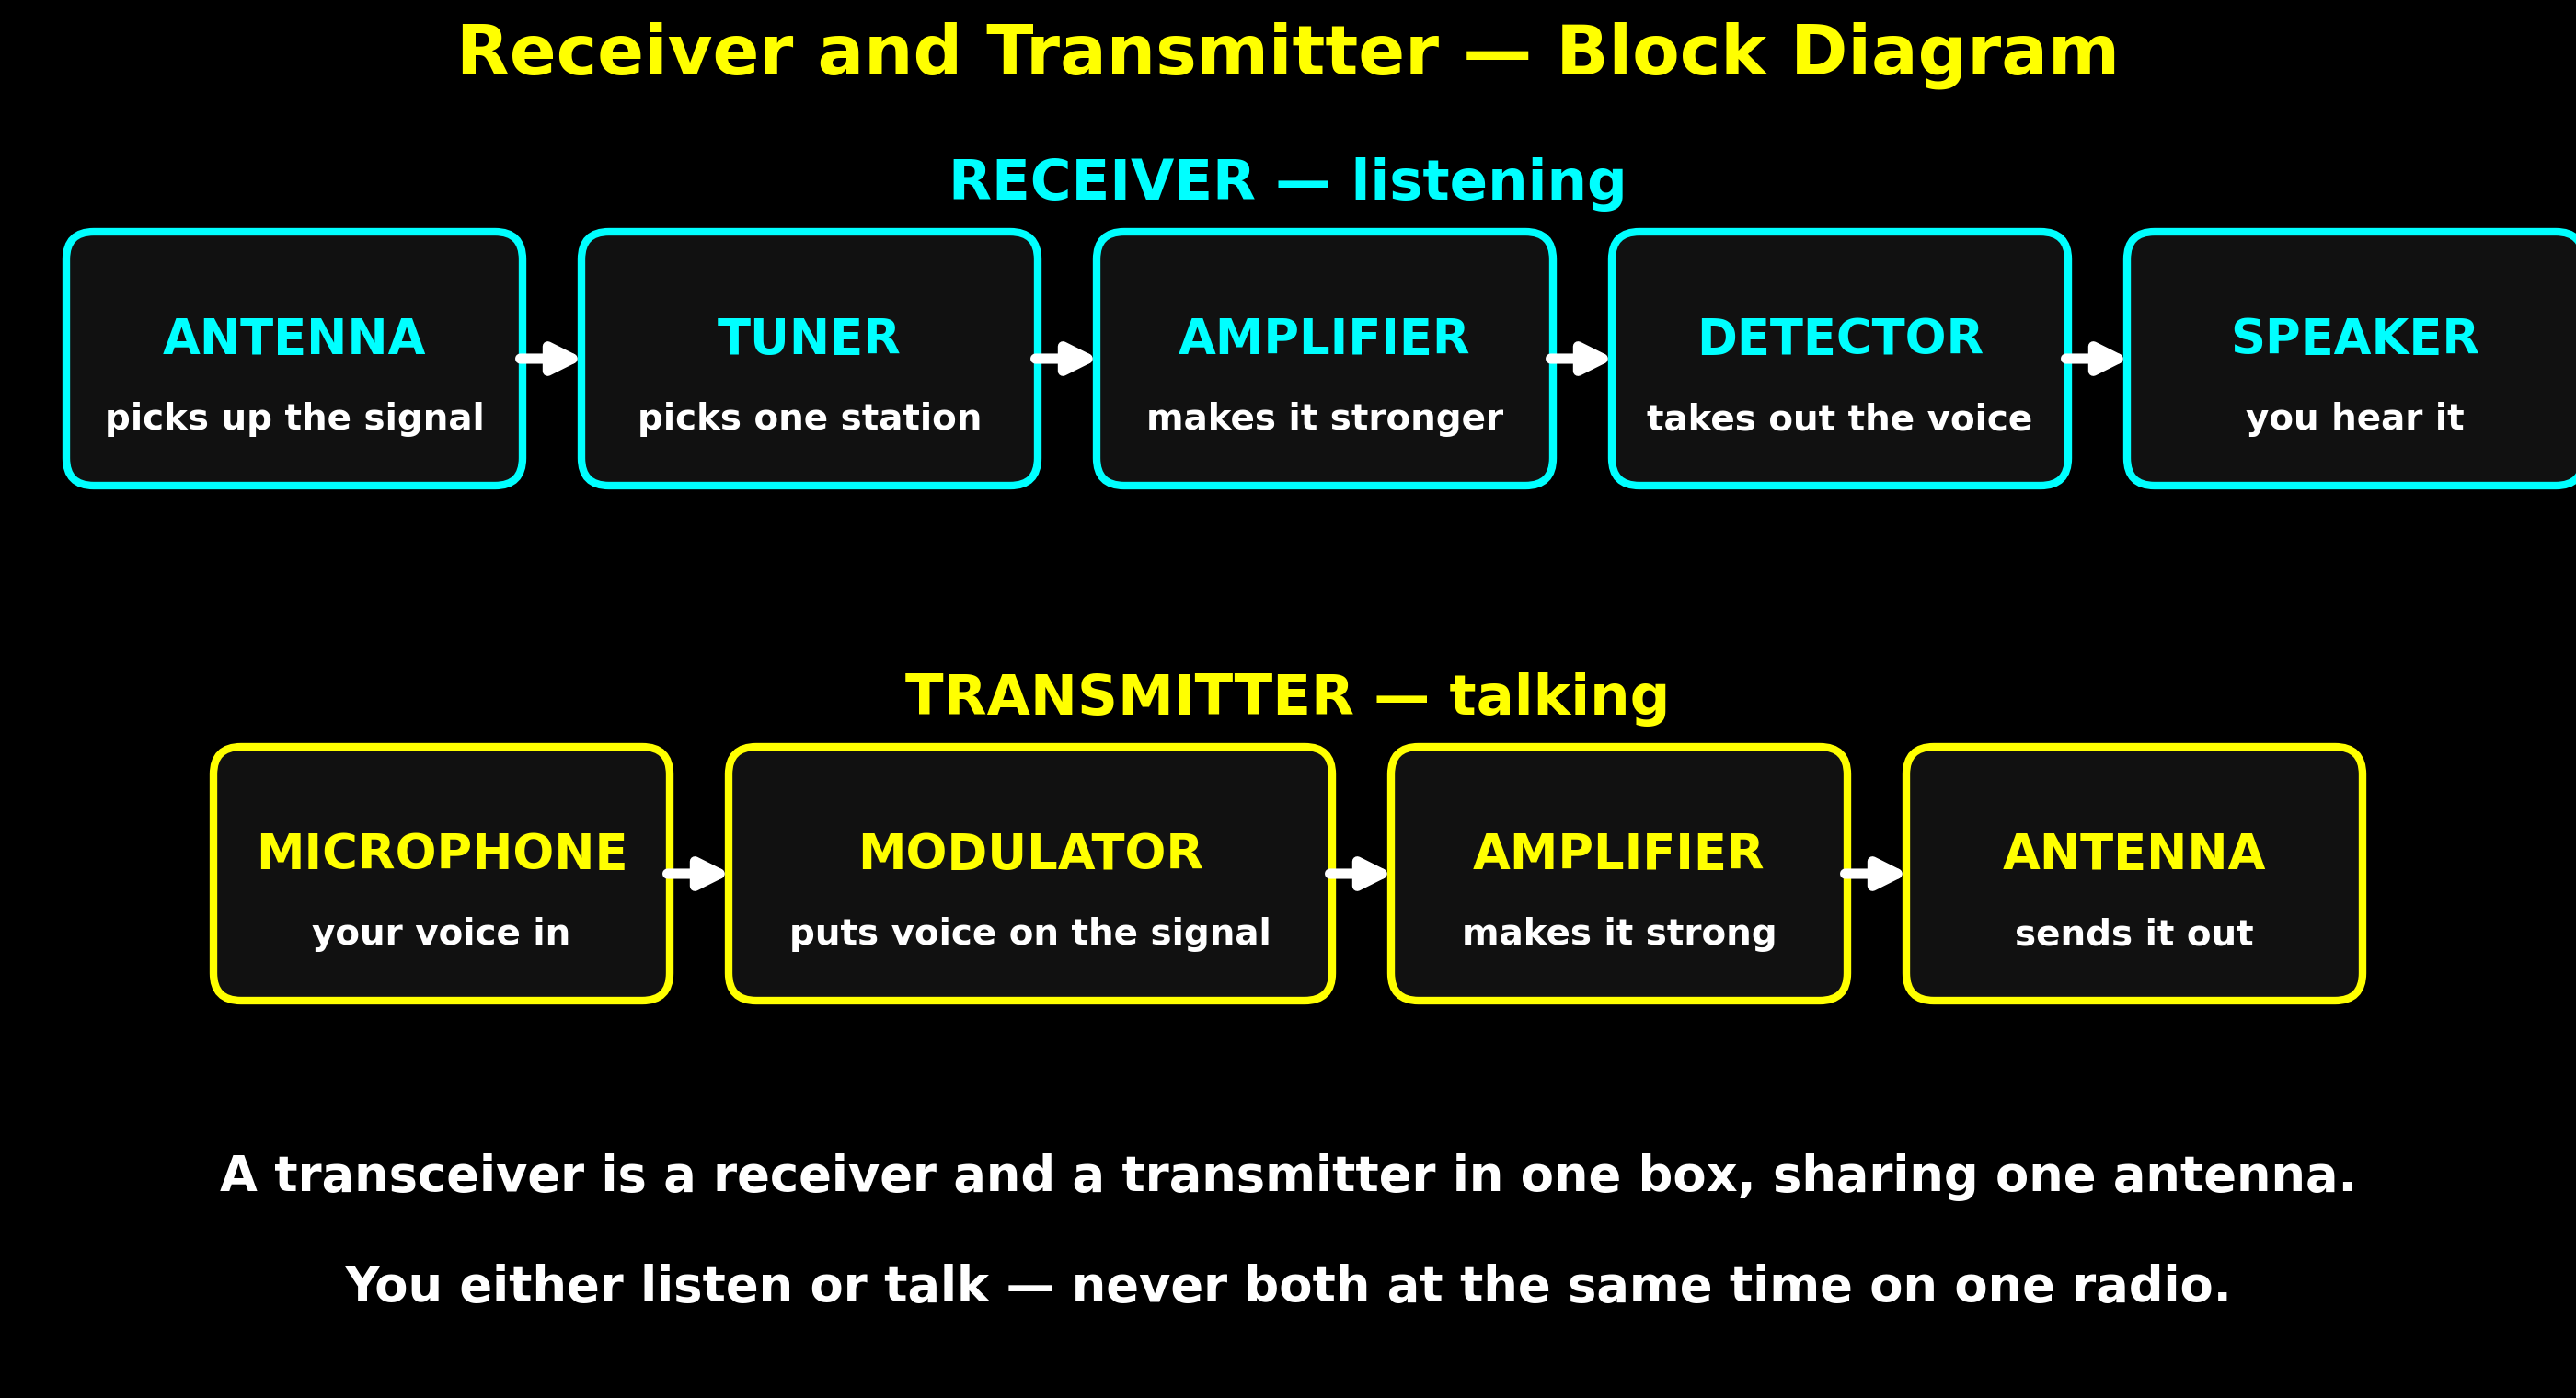 Receiver and Transmitter — Block Diagram
RECEIVER — listening
ANTENNA
picks up the signal
TUNER
picks one station
AMPLIFIER
makes it stronger
DETECTOR
takes out the voice
SPEAKER
you hear it
TRANSMITTER — talking
MICROPHONE
your voice in
MODULATOR
puts voice on the signal
AMPLIFIER
makes it strong
ANTENNA
sends it out
A transceiver is a receiver and a transmitter in one box, sharing one antenna.
You either listen or talk — never both at the same time on one radio.